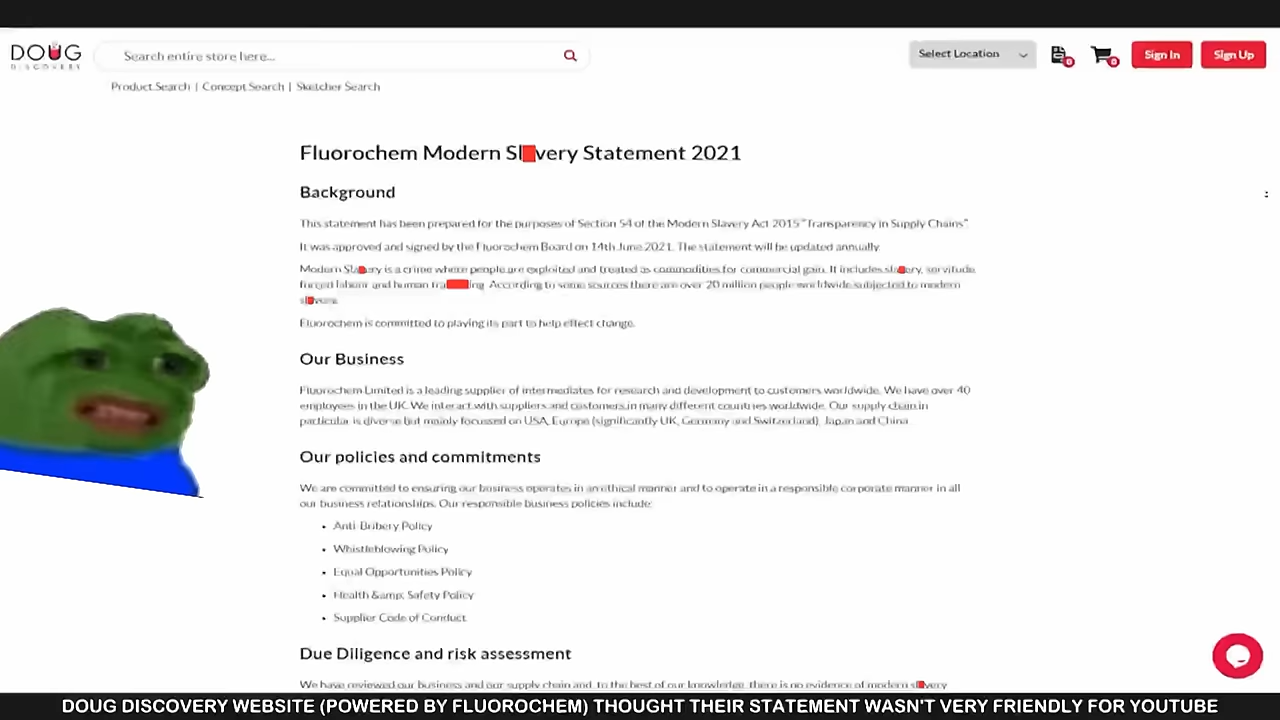 DOUG
DISCOVERY
Search entire store here...
Select Location
0
0
Sign In
Sign Up
Product Search | Concept Search | Sketcher Search
Fluorochem Modern Sl very Statement 2021
Background
This statement has been prepared for the purposes of Section 54 of the Modern Slavery Act 2015 "Transparency in Supply Chains".
It was approved and signed by the Fluorochem Board on 14th June 2021. The statement will be updated annually.
Modern Sla ery is a crime where people are exploited and treated as commodities for commercial gain. It includes sla ery, servitude,
forced labour and human tra ing. According to some sources there are over 20 million people worldwide subjected to modern
sl very.
Fluorochem is committed to playing its part to help effect change.
Our Business
Fluorochem Limited is a leading supplier of intermediates for research and development to customers worldwide. We have over 40
employees in the UK. We interact with suppliers and customers in many different countries worldwide. Our supply chain in
particular is diverse but mainly focussed on USA, Europe (significantly UK, Germany and Switzerland), Japan and China.
Our policies and commitments
We are committed to ensuring our business operates in an ethical manner and to operate in a responsible corporate manner in all
our business relationships. Our responsible business policies include:
• Anti-Bribery Policy
• Whistleblowing Policy
• Equal Opportunities Policy
• Health &amp; Safety Policy
• Supplier Code of Conduct
Due Diligence and risk assessment
We have reviewed our business and our supply chain and, to the best of our knowledge, there is no evidence of modern sl very
DOUG DISCOVERY WEBSITE (POWERED BY FLUOROCHEM) THOUGHT THEIR STATEMENT WASN'T VERY FRIENDLY FOR YOUTUBE